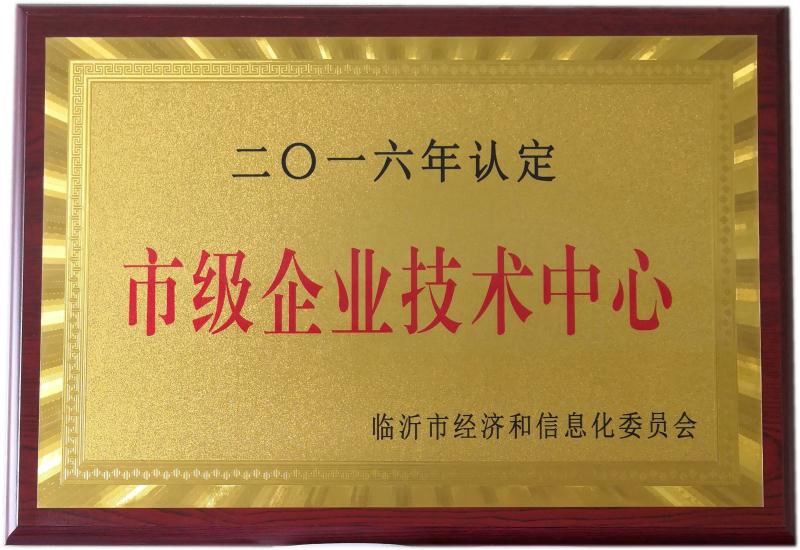 二〇一六年认定
市级企业技术中心
临沂市经济和信息化委员会